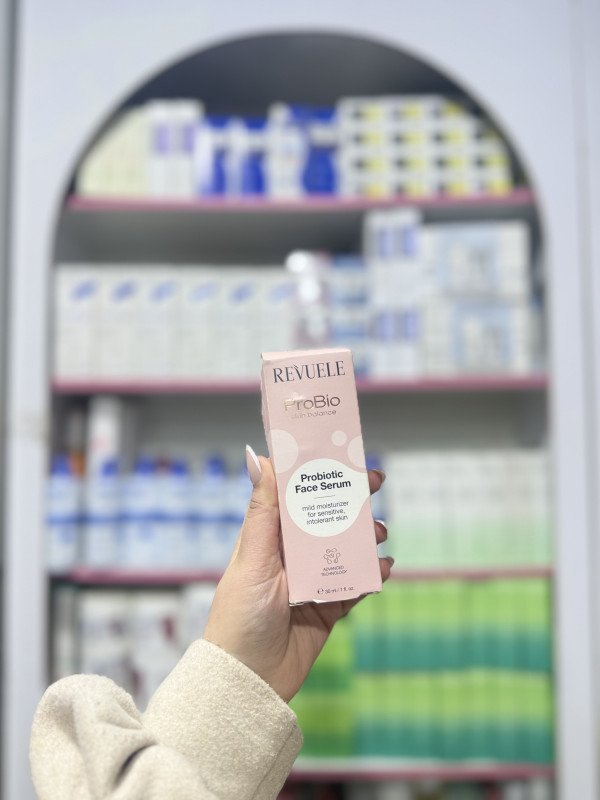 REVUELE
ProBio
skin balance
Probiotic
Face Serum
mild moisturizer
for sensitive,
intolerant skin
ADVANCED
TECHNOLOGY
℮ 30 ml / 1 fl. oz.